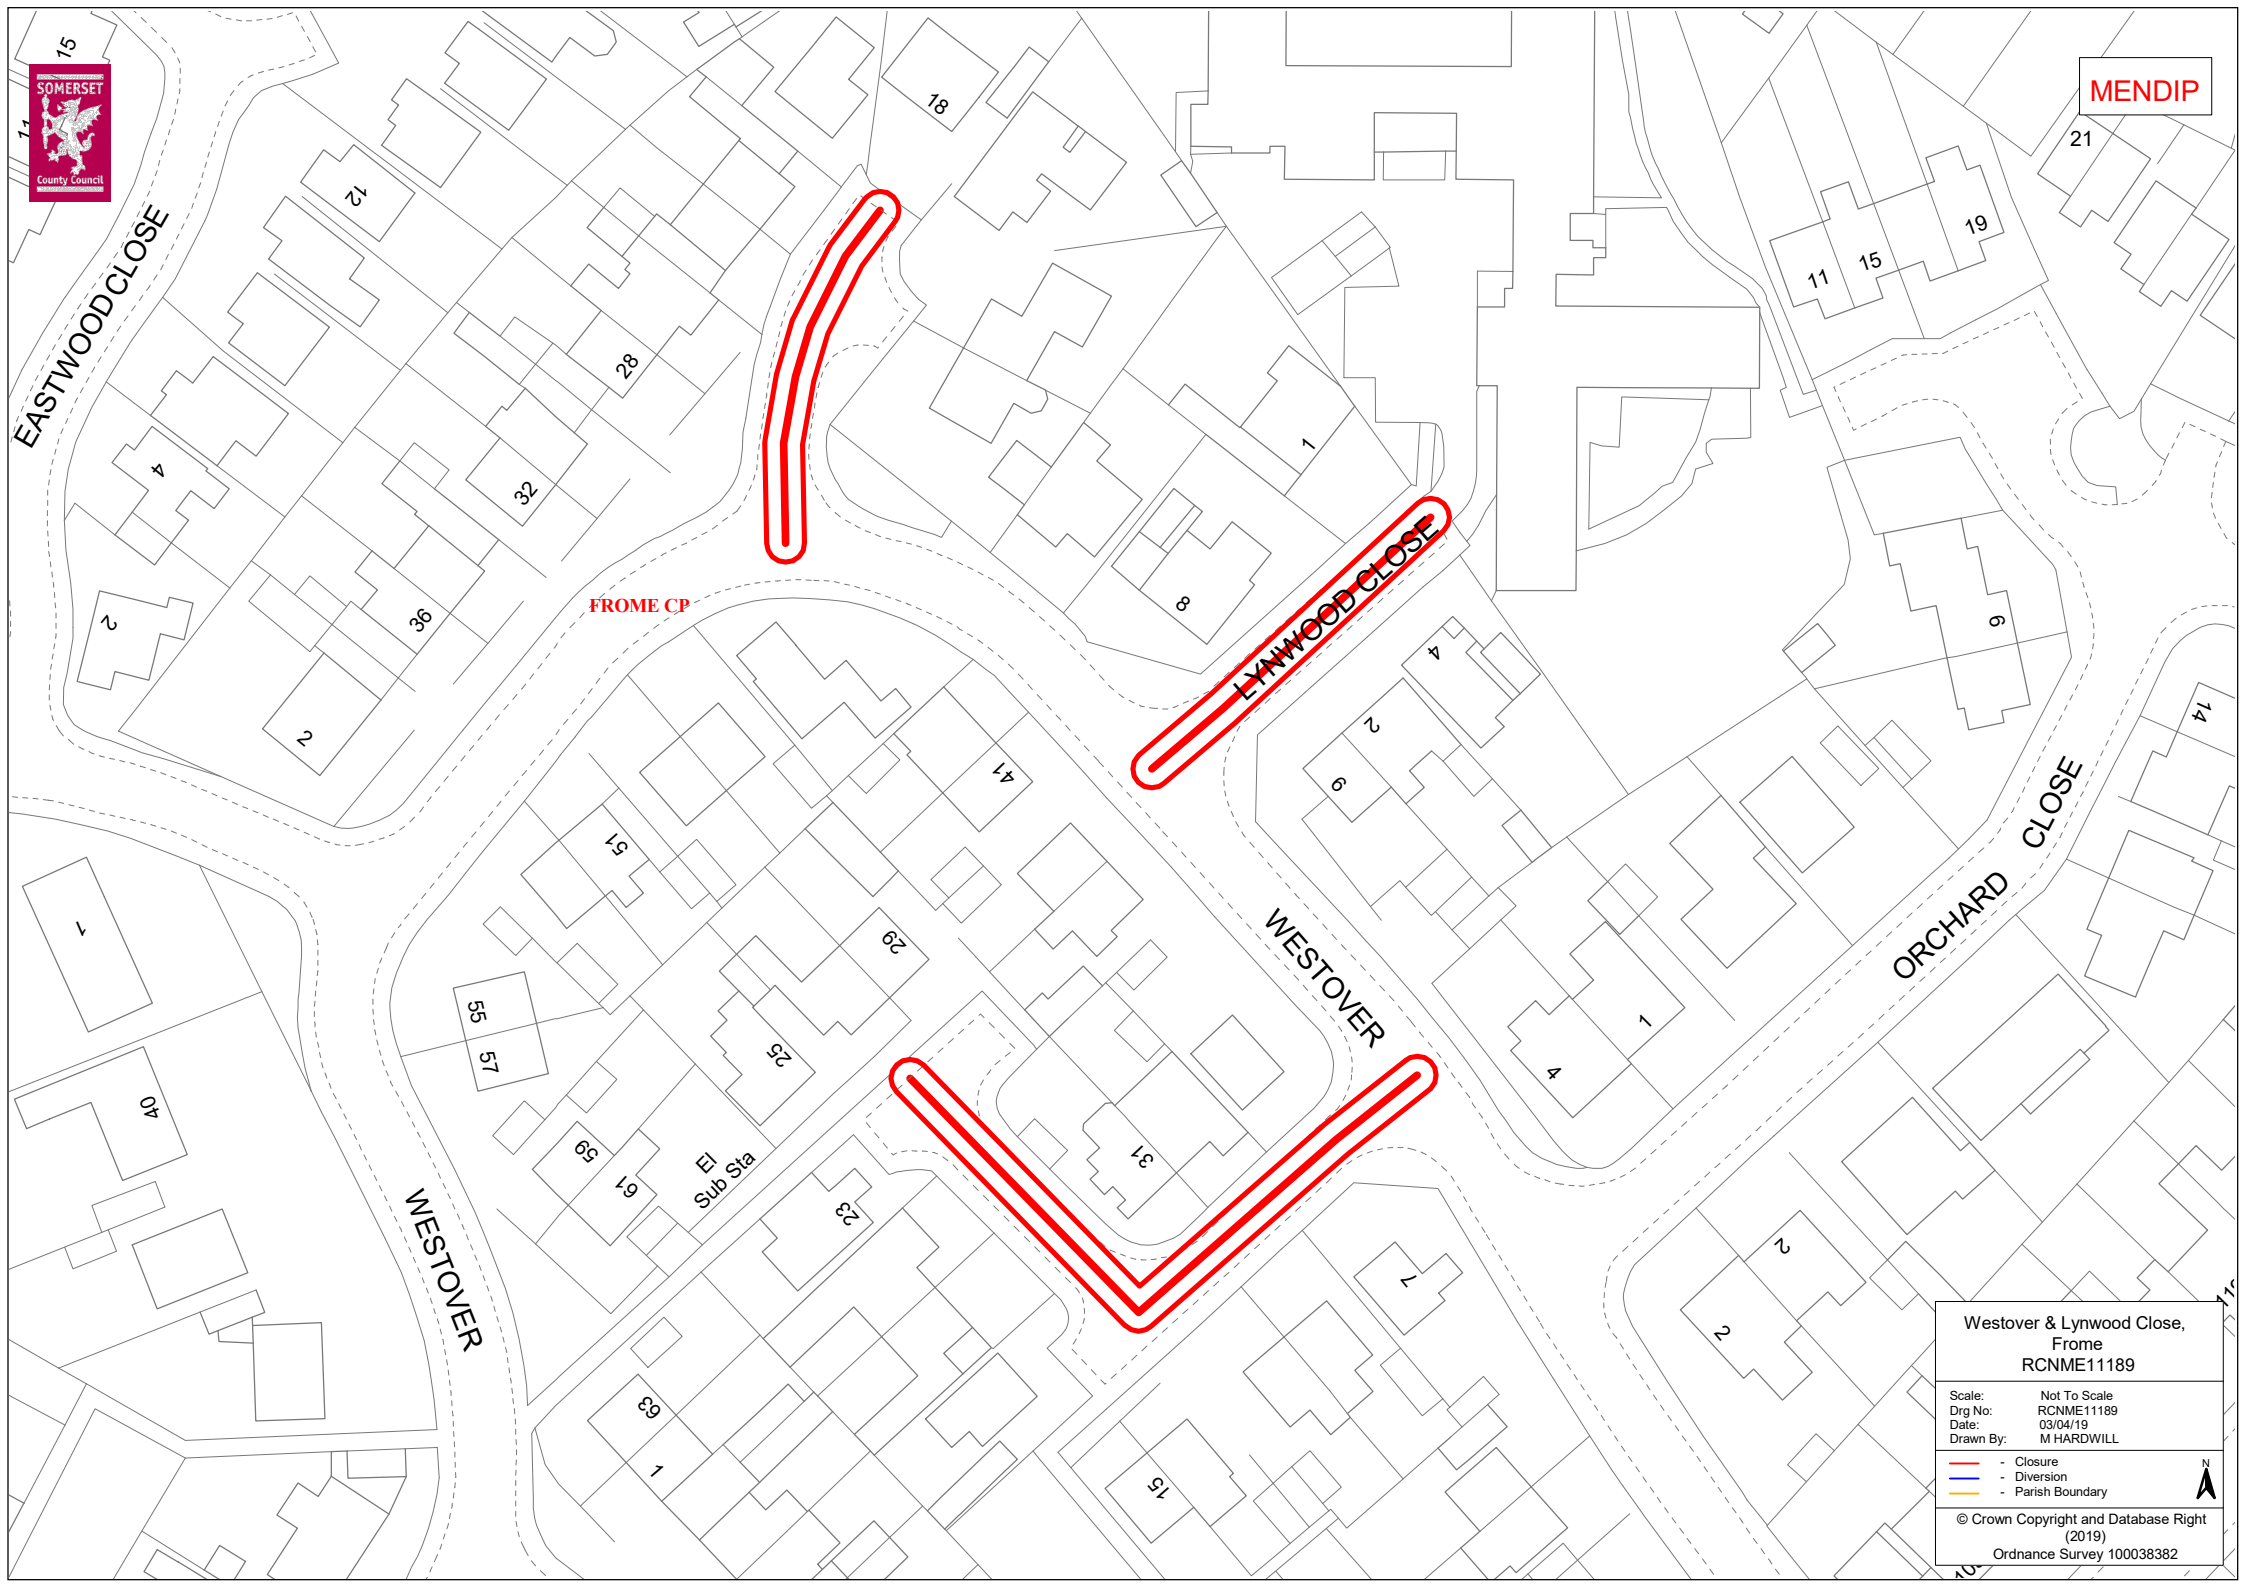 15
SOMERSET
County Council
11
18
MENDIP
21
12
19
15
11
EASTWOOD CLOSE
28
1
4
32
LYNWOOD CLOSE
8
36
FROME CP
2
2
4
6
2
9
14
41
51
CLOSE
ORCHARD
1
29
WESTOVER
55
57
25
1
4
40
59
61
El
Sub Sta
31
23
WESTOVER
7
2
2
63
1
15
Westover & Lynwood Close,
Frome
RCNME11189
Scale: Not To Scale
Drg No: RCNME11189
Date: 03/04/19
Drawn By: M HARDWILL
- Closure
- Diversion
- Parish Boundary
N
© Crown Copyright and Database Right
(2019)
Ordnance Survey 100038382